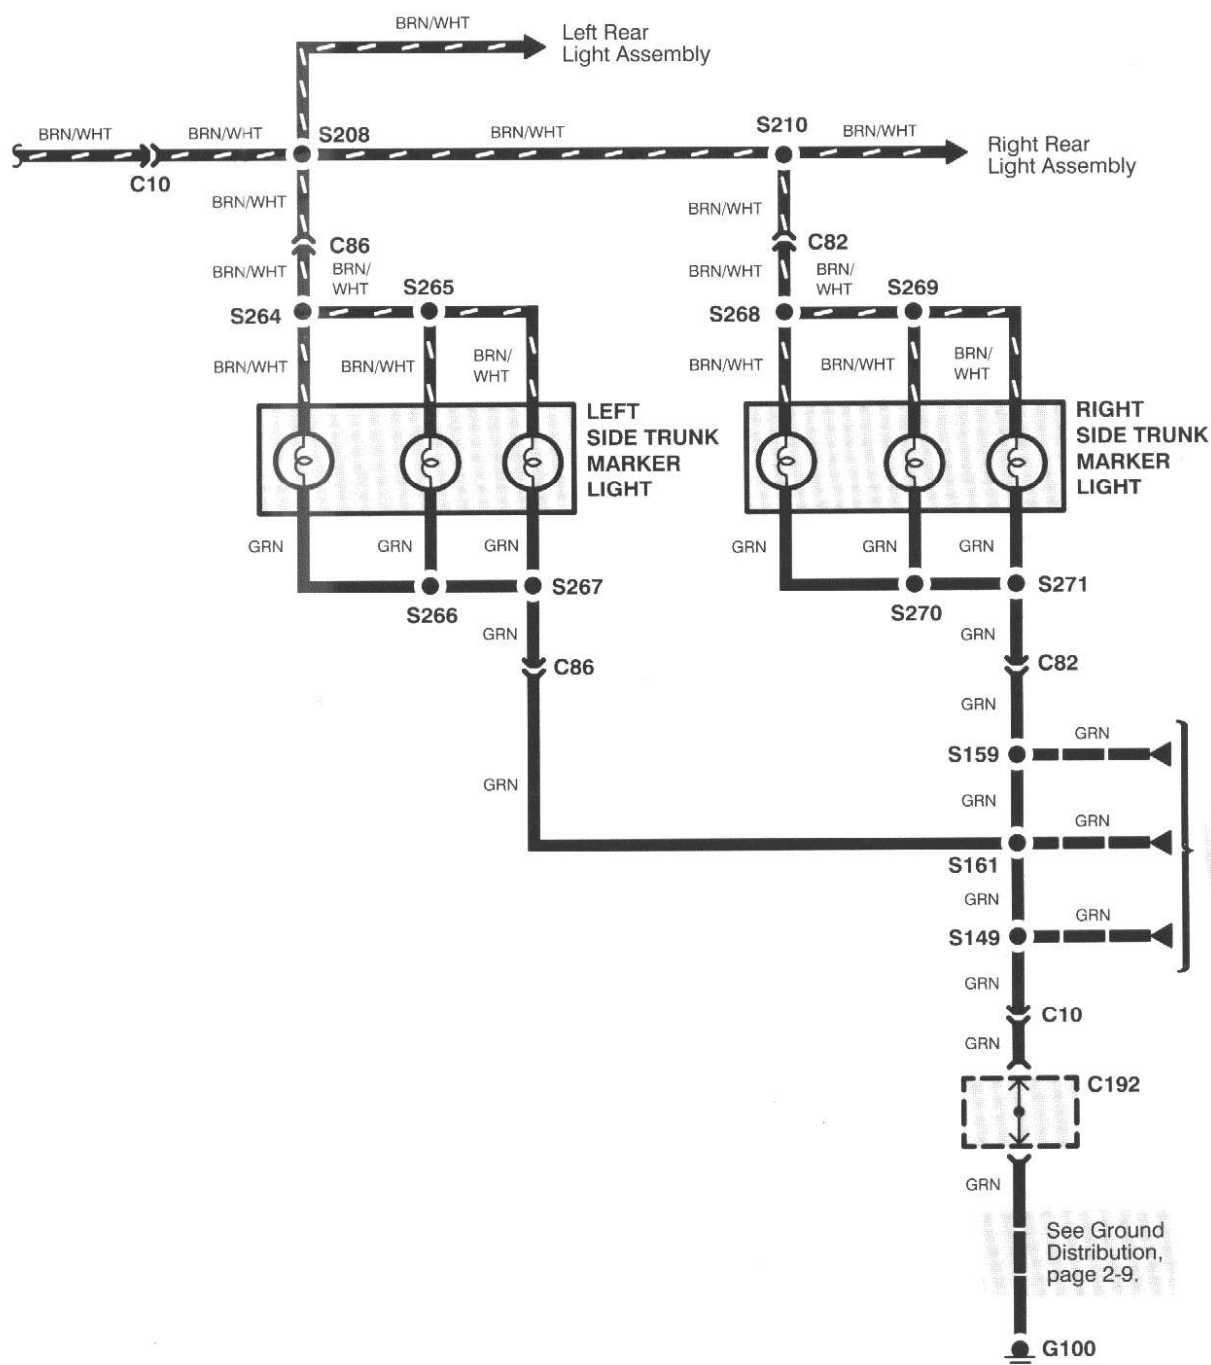 BRN/WHT
Left Rear
Light Assembly
BRN/WHT
BRN/WHT
S208
BRN/WHT
S210
BRN/WHT
Right Rear
Light Assembly
C10
BRN/WHT
BRN/WHT
C86
C82
BRN/WHT
BRN/
WHT
S265
BRN/WHT
BRN/
WHT
S269
S264
S268
BRN/WHT
BRN/WHT
BRN/
WHT
BRN/WHT
BRN/WHT
BRN/
WHT
LEFT
SIDE TRUNK
MARKER
LIGHT
RIGHT
SIDE TRUNK
MARKER
LIGHT
GRN
GRN
GRN
GRN
GRN
GRN
S266
S267
S270
S271
GRN
GRN
C86
C82
GRN
S159
GRN
GRN
GRN
GRN
S161
GRN
GRN
S149
GRN
C10
GRN
C192
GRN
See Ground
Distribution,
page 2-9.
G100